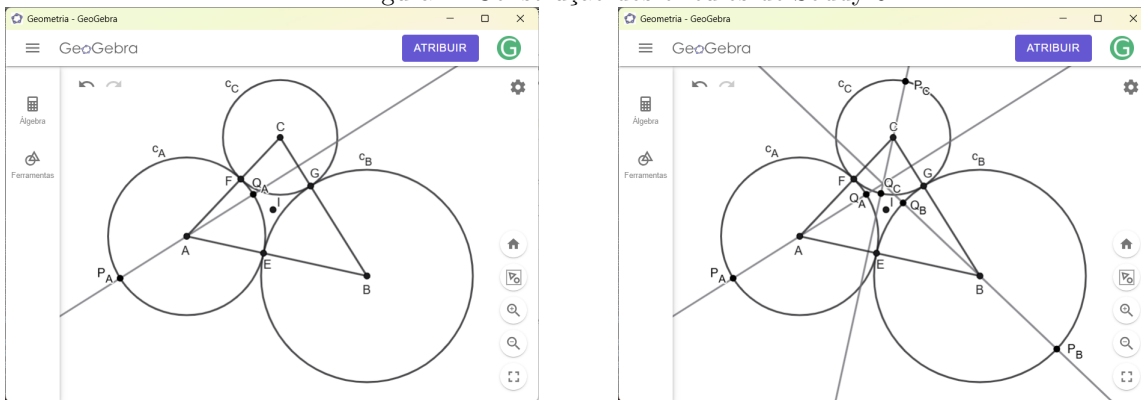 Geometria - GeoGebra
GeoGebra
ATRIBUIR
G
Álgebra
Ferramentas
c_C
C
c_A
c_B
F
Q_A
G
I
A
E
P_A
B
Geometria - GeoGebra
GeoGebra
ATRIBUIR
G
Álgebra
Ferramentas
c_C
P_C
C
c_A
c_B
F
Q_C
G
Q_A
I
Q_B
A
E
P_A
B
P_B